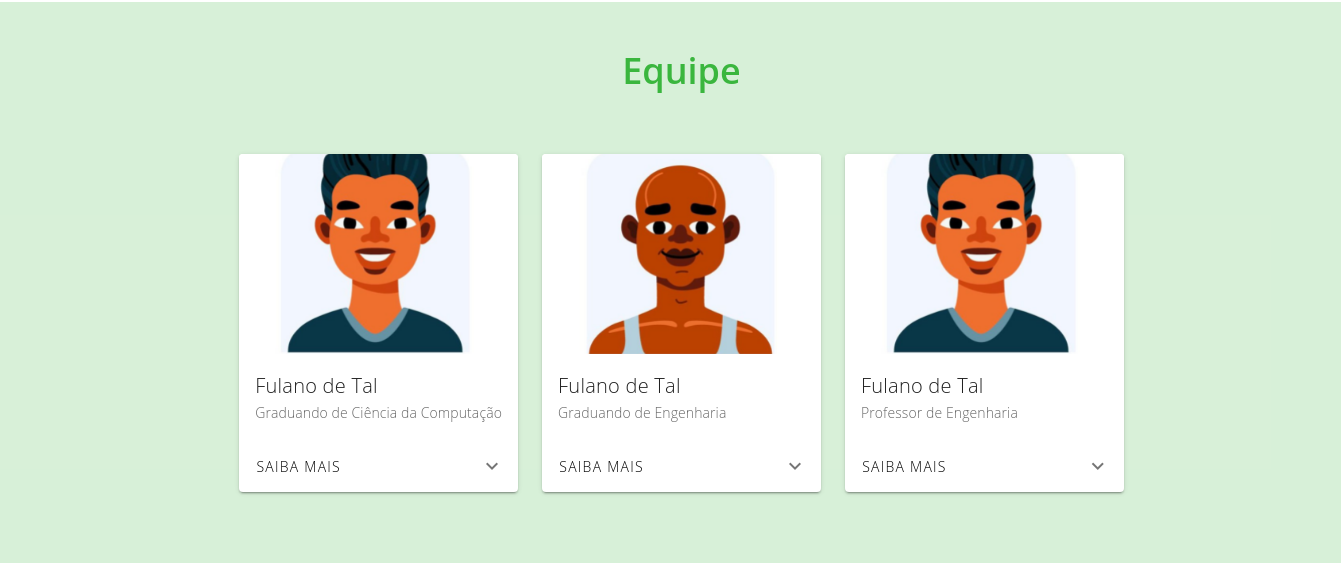 Equipe
Fulano de Tal
Graduando de Ciência da Computação
SAIBA MAIS
Fulano de Tal
Graduando de Engenharia
SAIBA MAIS
Fulano de Tal
Professor de Engenharia
SAIBA MAIS